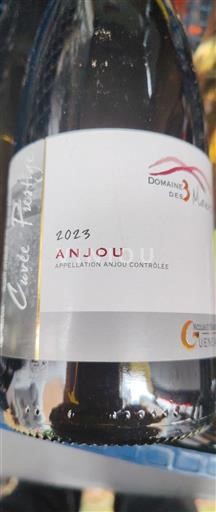 Cuvée Prestige
DOMAINE
DES 3
2023
ANJOU
APPELLATION ANJOU CONTRÔLÉE